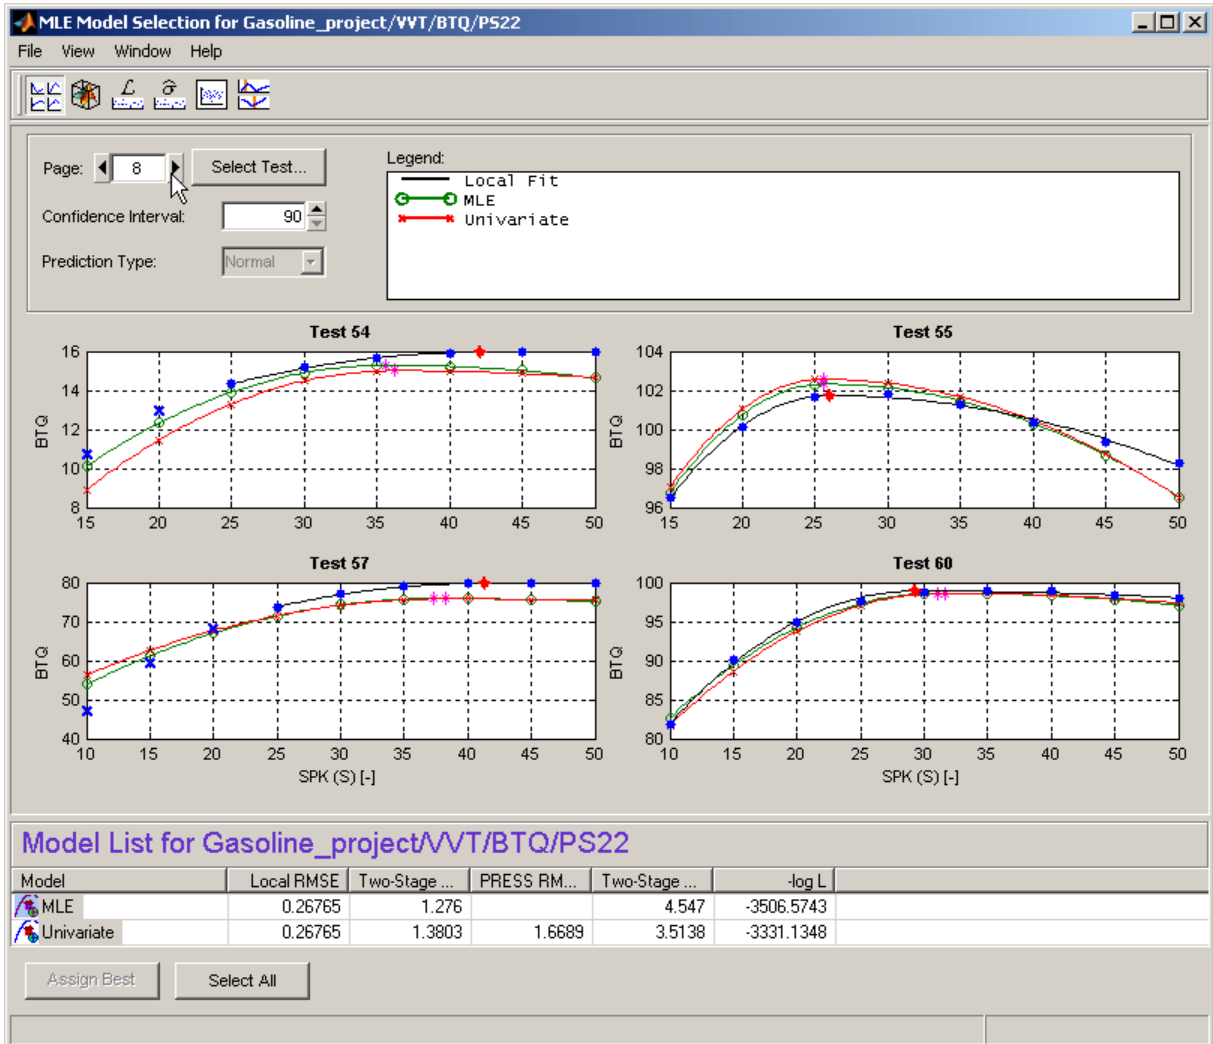 MLE Model Selection for Gasoline_project/VVT/BTQ/PS22
File View Window Help
Page: 8 Select Test...
Legend:
Local Fit
MLE
Univariate
Confidence Interval: 90
Prediction Type: Normal
Test 54
16
14
12
10
8
BTQ
15 20 25 30 35 40 45 50
Test 55
104
102
100
98
96
BTQ
15 20 25 30 35 40 45 50
Test 57
80
70
60
50
40
BTQ
10 15 20 25 30 35 40 45 50
SPK (S) [-]
Test 60
100
95
90
85
80
BTQ
10 15 20 25 30 35 40 45 50
SPK (S) [-]
Model List for Gasoline_project/VVT/BTQ/PS22
Model Local RMSE Two-Stage ... PRESS RM... Two-Stage ... -log L
MLE 0.26765 1.276 4.547 -3506.5743
Univariate 0.26765 1.3803 1.6689 3.5138 -3331.1348
Assign Best Select All